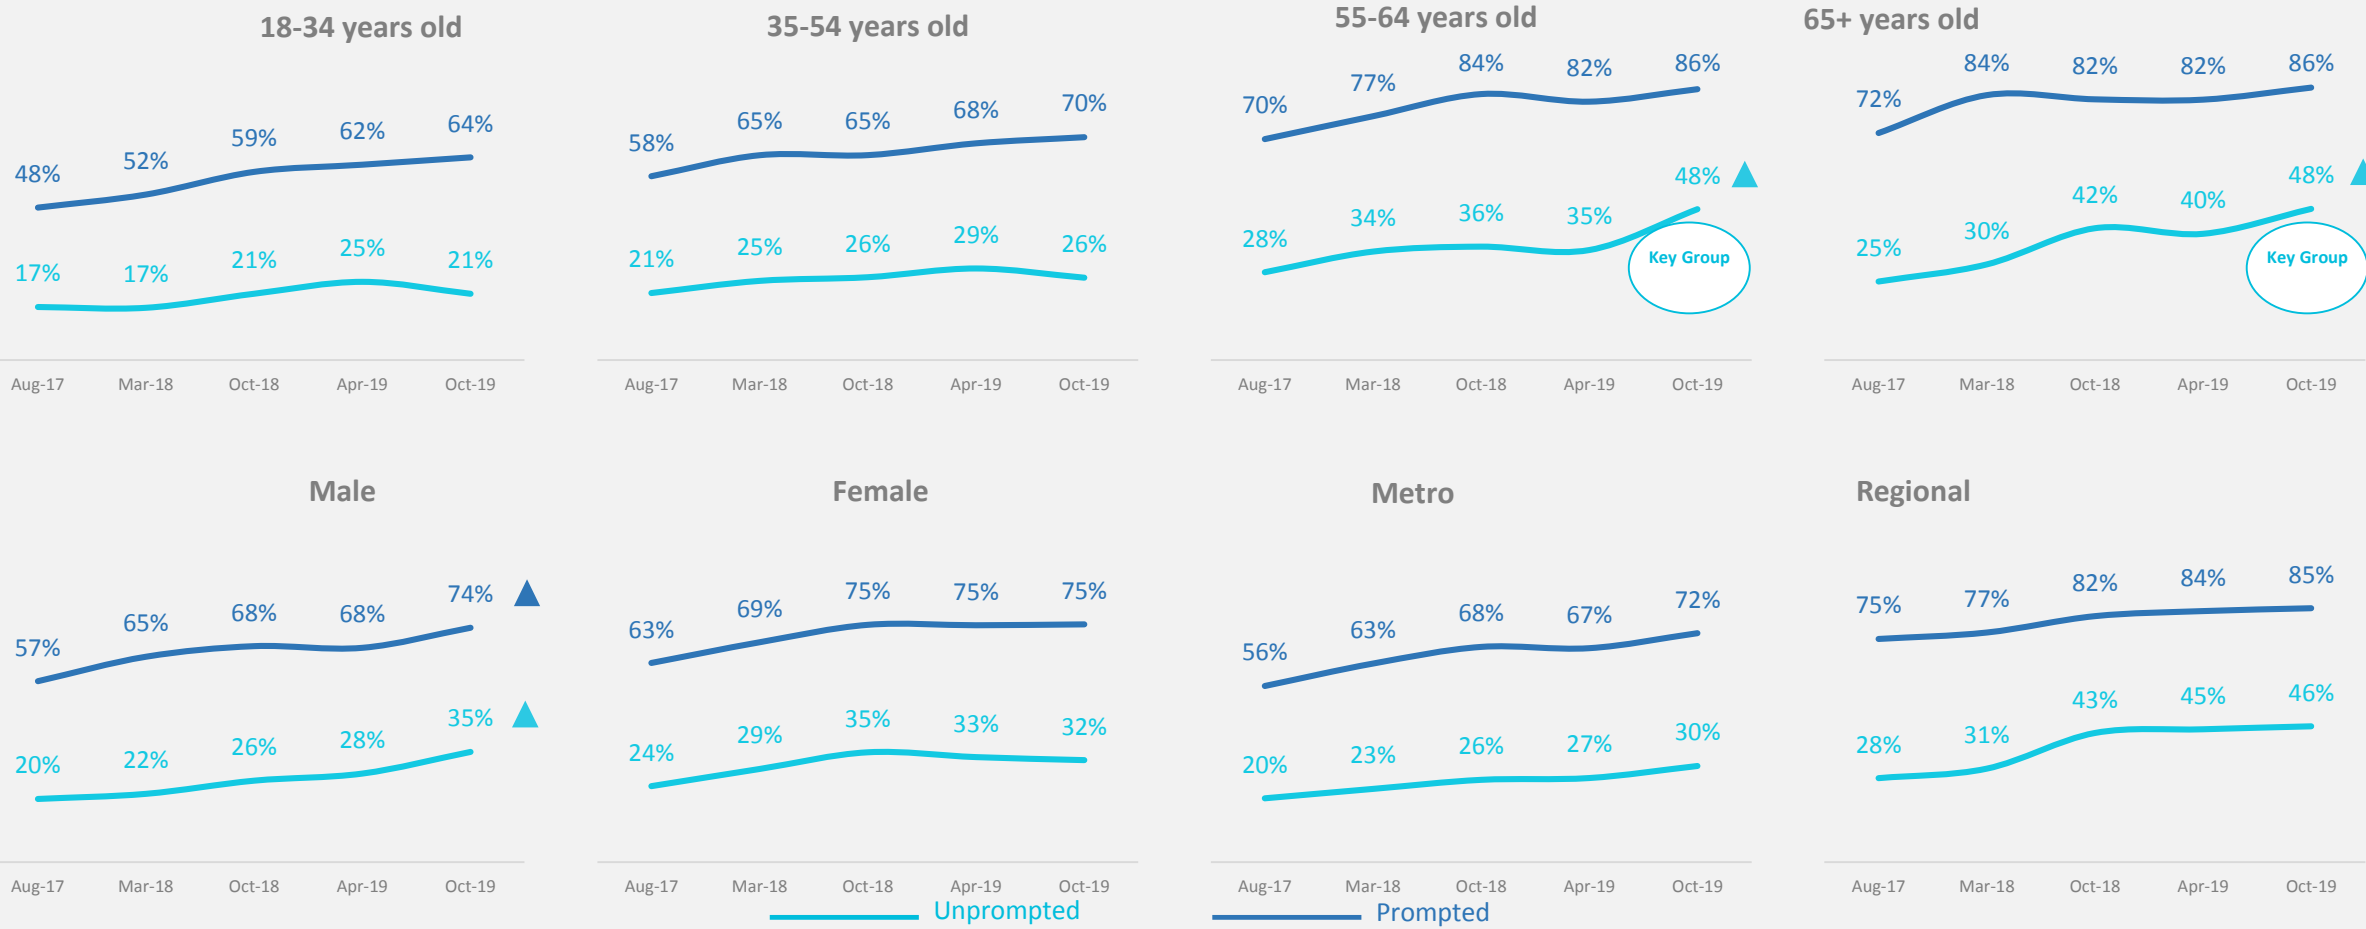 18-34 years old
48% 52% 59% 62% 64%
17% 17% 21% 25% 21%
Aug-17 Mar-18 Oct-18 Apr-19 Oct-19
35-54 years old
58% 65% 65% 68% 70%
21% 25% 26% 29% 26%
Aug-17 Mar-18 Oct-18 Apr-19 Oct-19
55-64 years old
70% 77% 84% 82% 86%
28% 34% 36% 35% 48%
Key Group
Aug-17 Mar-18 Oct-18 Apr-19 Oct-19
65+ years old
72% 84% 82% 82% 86%
25% 30% 42% 40% 48%
Key Group
Aug-17 Mar-18 Oct-18 Apr-19 Oct-19
Male
57% 65% 68% 68% 74%
20% 22% 26% 28% 35%
Aug-17 Mar-18 Oct-18 Apr-19 Oct-19
Female
63% 69% 75% 75% 75%
24% 29% 35% 33% 32%
Aug-17 Mar-18 Oct-18 Apr-19 Oct-19
Metro
56% 63% 68% 67% 72%
20% 23% 26% 27% 30%
Aug-17 Mar-18 Oct-18 Apr-19 Oct-19
Regional
75% 77% 82% 84% 85%
28% 31% 43% 45% 46%
Aug-17 Mar-18 Oct-18 Apr-19 Oct-19
Unprompted Prompted